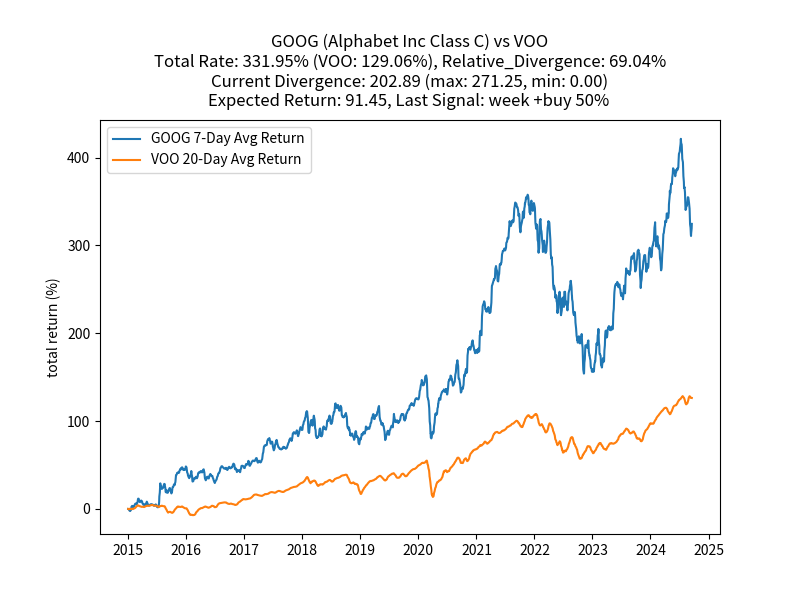 GOOG (Alphabet Inc Class C) vs VOO
Total Rate: 331.95% (VOO: 129.06%), Relative_Divergence: 69.04%
Current Divergence: 202.89 (max: 271.25, min: 0.00)
Expected Return: 91.45, Last Signal: week +buy 50%
GOOG 7-Day Avg Return
VOO 20-Day Avg Return
total return (%)
400
300
200
100
0
2015 2016 2017 2018 2019 2020 2021 2022 2023 2024 2025